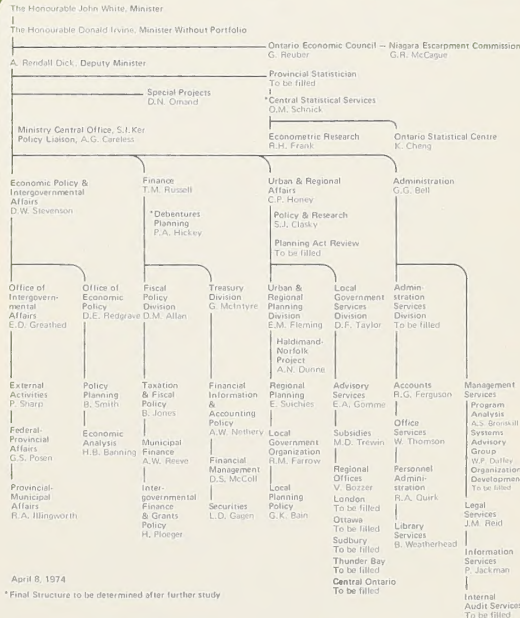 The Honourable John White, Minister
The Honourable Donald Irvine, Minister Without Portfolio
Ontario Economic Council – Niagara Escarpment Commission
G. Reuber
G.R. McCague
A. Rendall Dick, Deputy Minister
Provincial Statistician
To be filled
Special Projects
D.N. Omand
*Central Statistical Services
O.M. Schnick
Ministry Central Office, S.I. Ker
Policy Liaison, A.G. Careless
Econometric Research
R.H. Frank
Ontario Statistical Centre
K. Cheng
Economic Policy &
Intergovernmental
Affairs
D.W. Stevenson
Finance
T.M. Russell
*Debentures
Planning
P.A. Hickey
Urban & Regional
Affairs
C.P. Honey
Policy & Research
S.J. Clasky
Planning Act Review
To be filled
Administration
G.G. Bell
Office of
Intergovern-
mental
Affairs
E.D. Greathed
Office of
Economic
Policy
D.E. Redgrave
Fiscal
Policy
Division
D.M. Allan
Treasury
Division
G. McIntyre
Urban &
Regional
Planning
Division
E.M. Fleming
Haldimand-
Norfolk
Project
A.N. Dunne
Local
Government
Services
Division
D.F. Taylor
Admin-
stration
Services
Division
To be filled
External
Activities
P. Sharp
Federal-
Provincial
Affairs
G.S. Posen
Provincial-
Municipal
Affairs
R.A. Illingworth
Policy
Planning
B. Smith
Economic
Analysis
H.B. Banning
Taxation
& Fiscal
Policy
B. Jones
Municipal
Finance
A.W. Reeve
Inter-
governmental
Finance
& Grants
Policy
H. Ploeger
Financial
Information
&
Accounting
Policy
A.W. Nethery
Financial
Management
D.S. McColl
Securities
L.D. Gagen
Regional
Planning
E. Suichies
Local
Government
Organization
R.M. Farrow
Local
Planning
Policy
G.K. Bain
Advisory
Services
E.A. Gomme
Subsidies
M.D. Trewin
Regional
Offices
V. Bozzer
London
To be filled
Ottawa
To be filled
Sudbury
To be filled
Thunder Bay
To be filled
Central Ontario
To be filled
Accounts
R.G. Ferguson
Office
Services
W. Thornton
Personnel
Admini-
stration
R.A. Quirk
Library
Services
B. Weatherhead
Management
Services
Program
Analysis
A.S. Bronskill
Systems
Advisory
Group
W.P. Duffey
Organization
Development
To be filled
Legal
Services
J.M. Reid
Information
Services
P. Jackman
Internal
Audit Services
To be filled
April 8, 1974
*Final Structure to be determined after further study